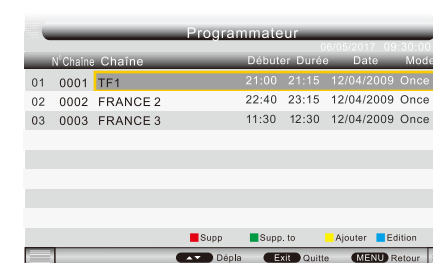 Programmateur
06/05/2017 09:30:00
N°Chaîne Chaîne Débuter Durée Date Mode
01 0001 TF1 21:00 21:15 12/04/2009 Once
02 0002 FRANCE 2 22:40 23:15 12/04/2009 Once
03 0003 FRANCE 3 11:30 12:30 12/04/2009 Once
Supp Supp. to Ajouter Edition
Dépla Exit Quitte MENU Retour